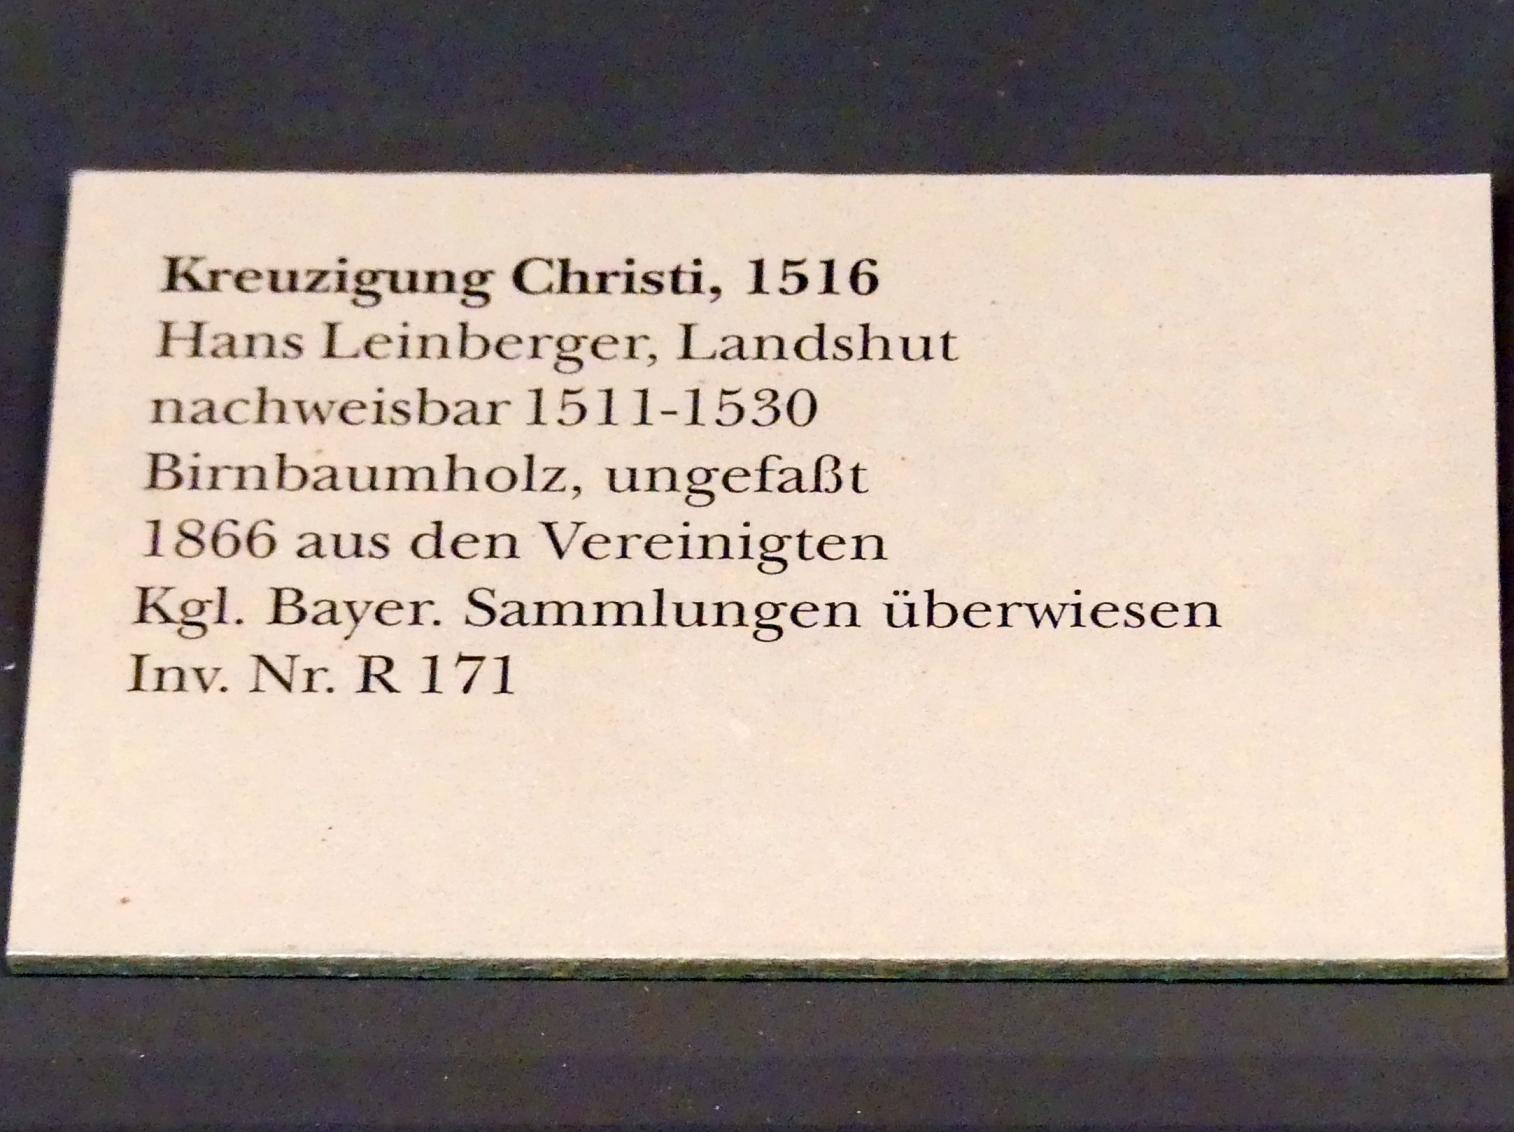 Kreuzigung Christi, 1516
Hans Leinberger, Landshut
nachweisbar 1511-1530
Birnbaumholz, ungefaßt
1866 aus den Vereinigten
Kgl. Bayer. Sammlungen überwiesen
Inv. Nr. R 171